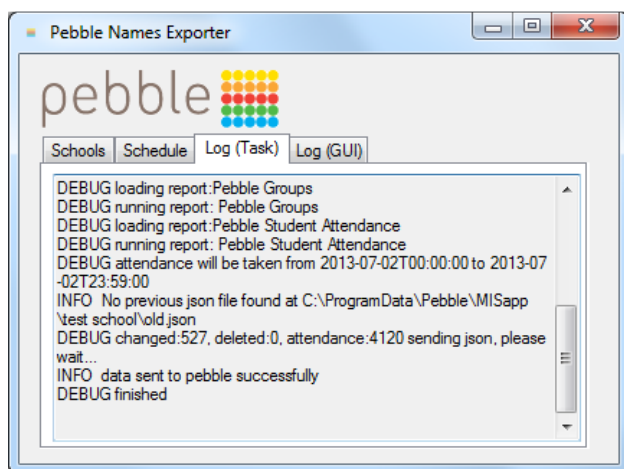 Pebble Names Exporter
pebble
Schools Schedule Log (Task) Log (GUI)
DEBUG loading report:Pebble Groups
DEBUG running report: Pebble Groups
DEBUG loading report:Pebble Student Attendance
DEBUG running report: Pebble Student Attendance
DEBUG attendance will be taken from 2013-07-02T00:00:00 to 2013-07
-02T23:59:00
INFO  No previous json file found at C:\ProgramData\Pebble\MISapp
\test school\old.json
DEBUG changed:527, deleted:0, attendance:4120 sending json, please
wait...
INFO  data sent to pebble successfully
DEBUG finished